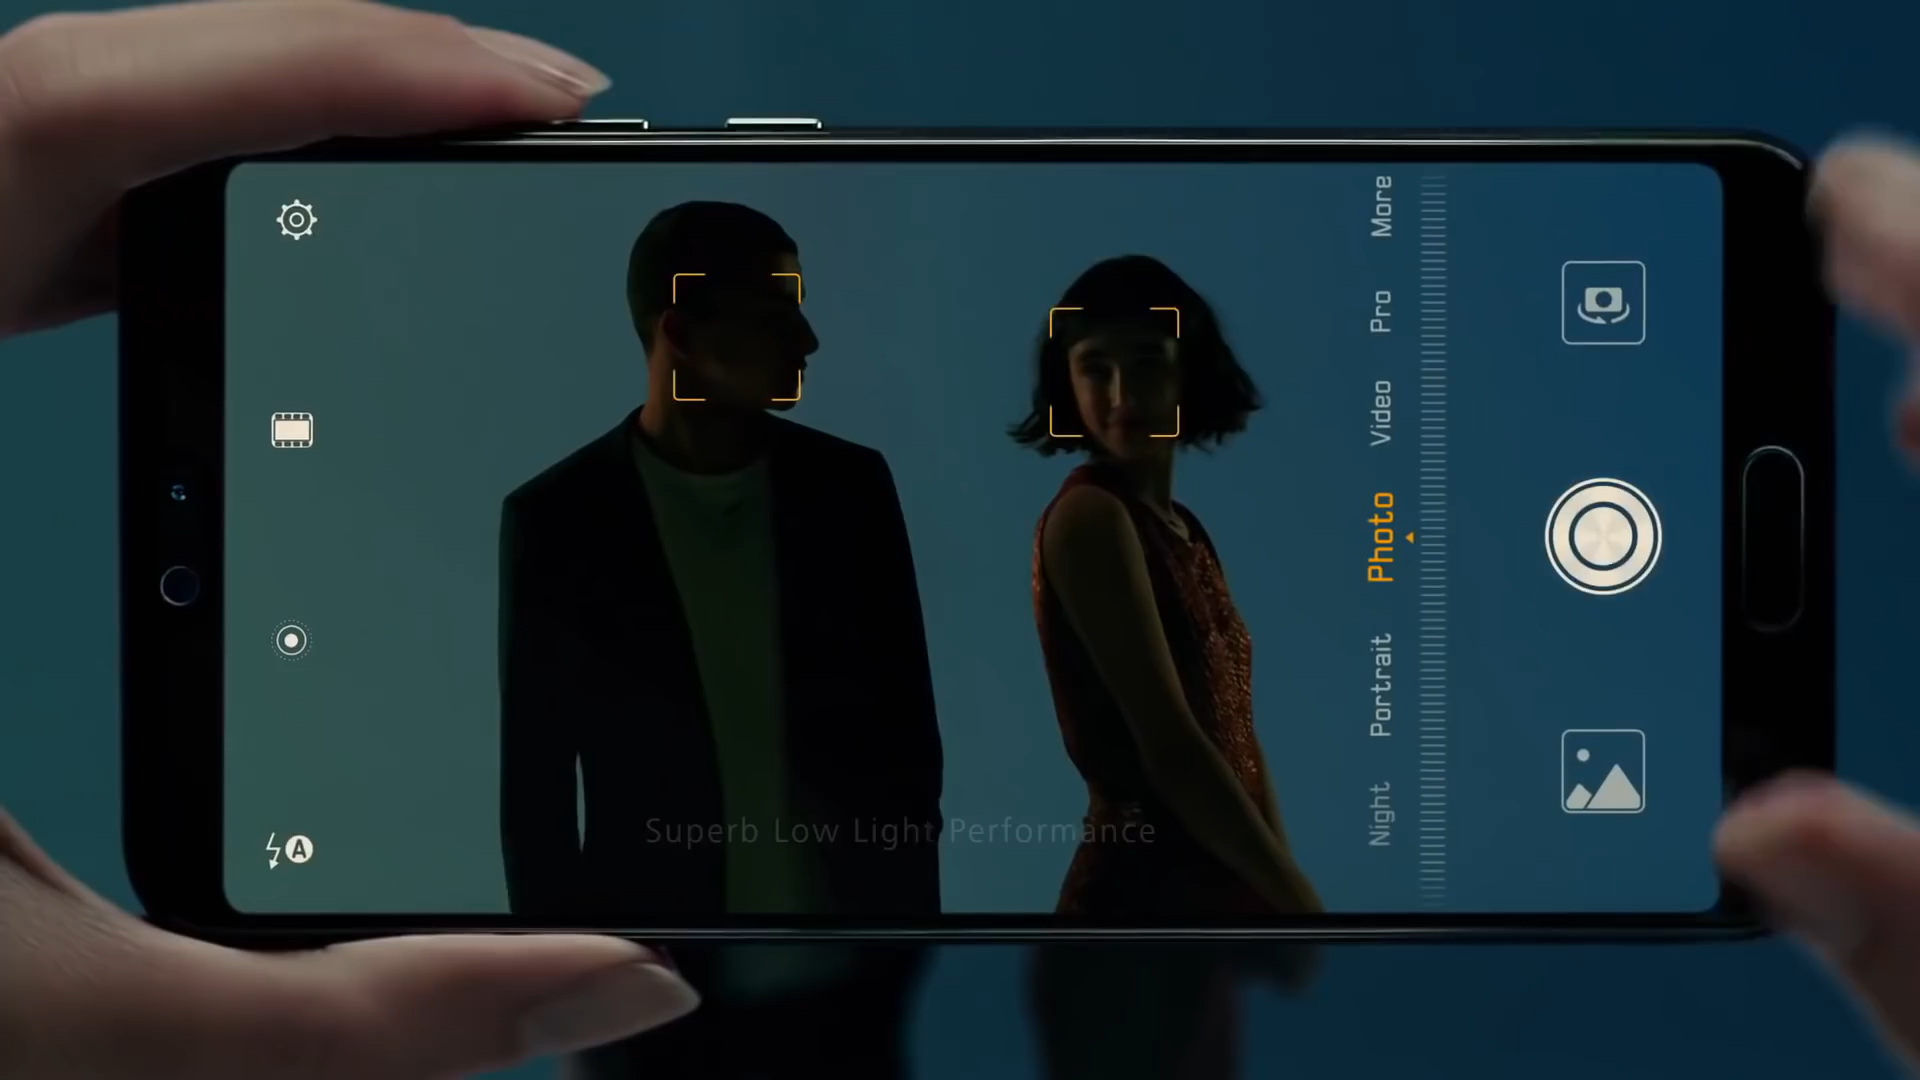 More
Pro
Video
Photo
Portrait
Night
A
Superb Low Light Performance